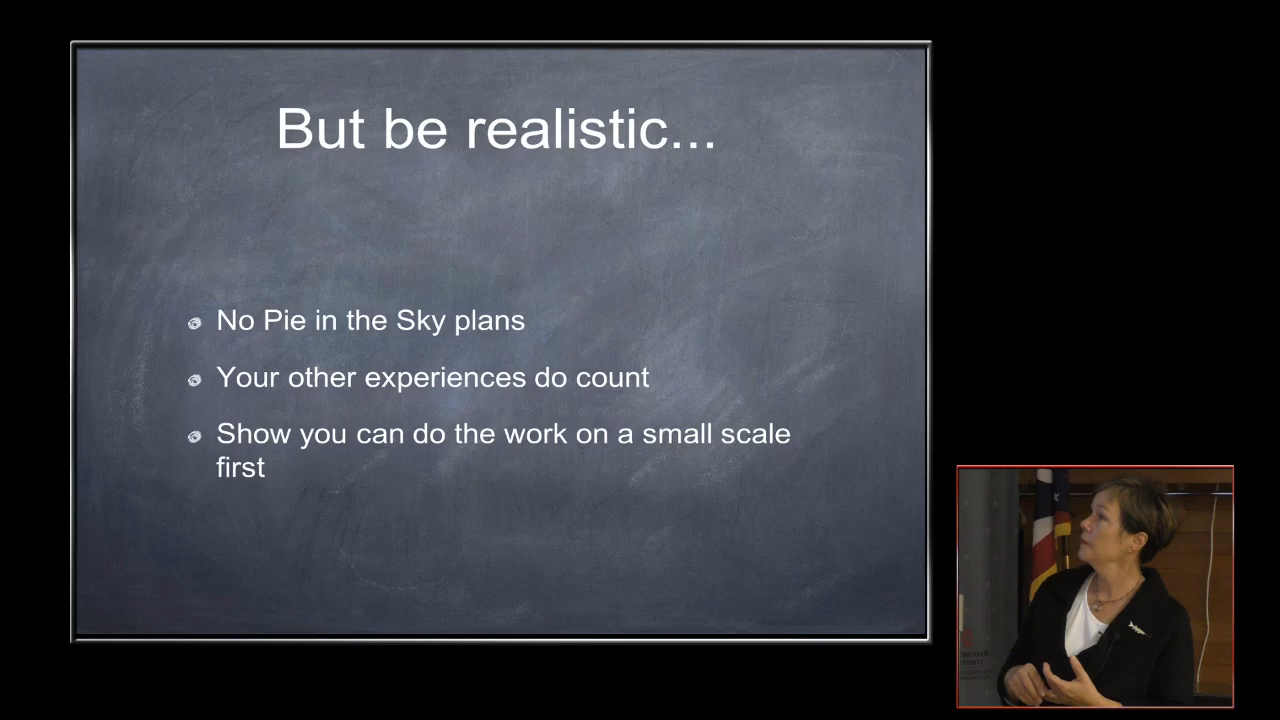 But be realistic...
No Pie in the Sky plans
Your other experiences do count
Show you can do the work on a small scale
first